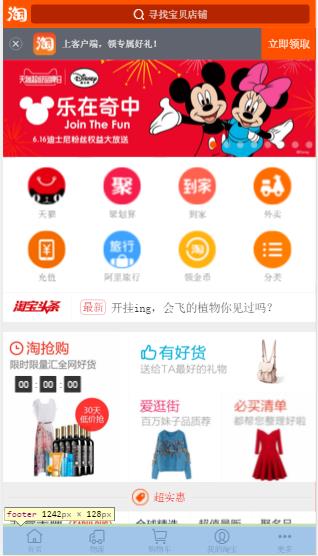 淘
寻找宝贝店铺
淘
上客户端，领专属好礼！
立即领取
天猫超级品牌日
Disney
乐在奇中
Join The Fun
6.16迪士尼粉丝权益大放送
聚
到家
天猫
聚划算
到家
外卖
旅行
淘
充值
阿里旅行
领金币
分类
淘宝头条
最新
开挂ing，会飞的植物你见过吗？
淘抢购
限时限量汇全网好货
00 : 00 : 00
30天
低价抢
有好货
送给TA最好的礼物
爱逛街
百万妹子品质荐
必买清单
都帮您整理好啦
超实惠
footer 1242px × 128px
首页
物流
购物车
我的淘宝
更多